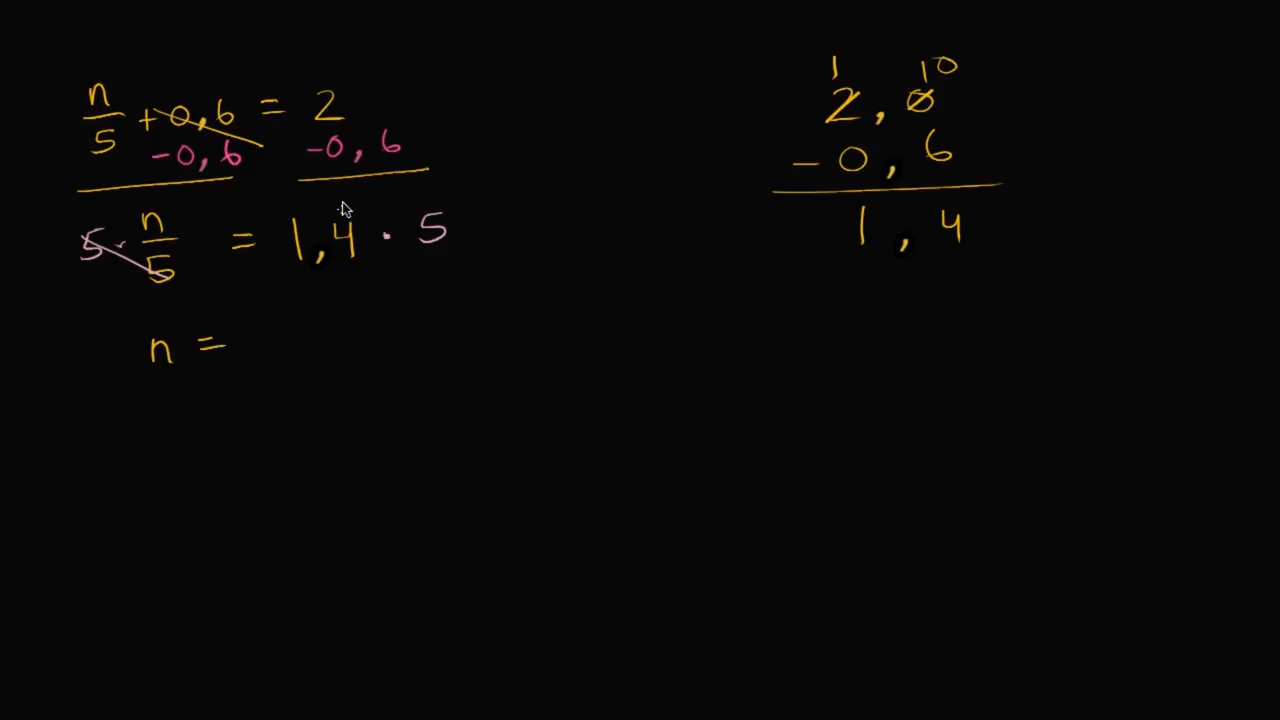 n/5 + 0,6 = 2
-0,6 -0,6
5 · n/5 = 1,4 · 5
n =
1 10
2,0
- 0,6
1,4